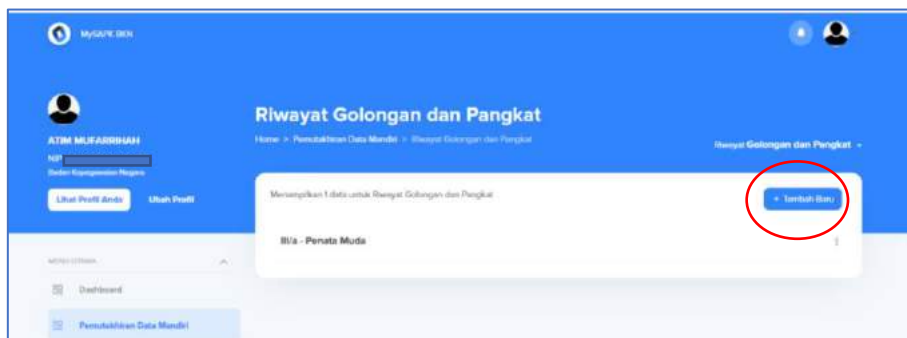 MySAPK BKN
ATIM MUFARRIHAH
NIP
Badan Kepegawaian Negara
Lihat Profil Anda
Ubah Profil
Riwayat Golongan dan Pangkat
Home > Pemutakhiran Data Mandiri > Riwayat Golongan dan Pangkat
Riwayat Golongan dan Pangkat
Menampilkan 1 data untuk Riwayat Golongan dan Pangkat
+ Tambah Baru
III/a - Penata Muda
MENU UTAMA
Dashboard
Pemutakhiran Data Mandiri